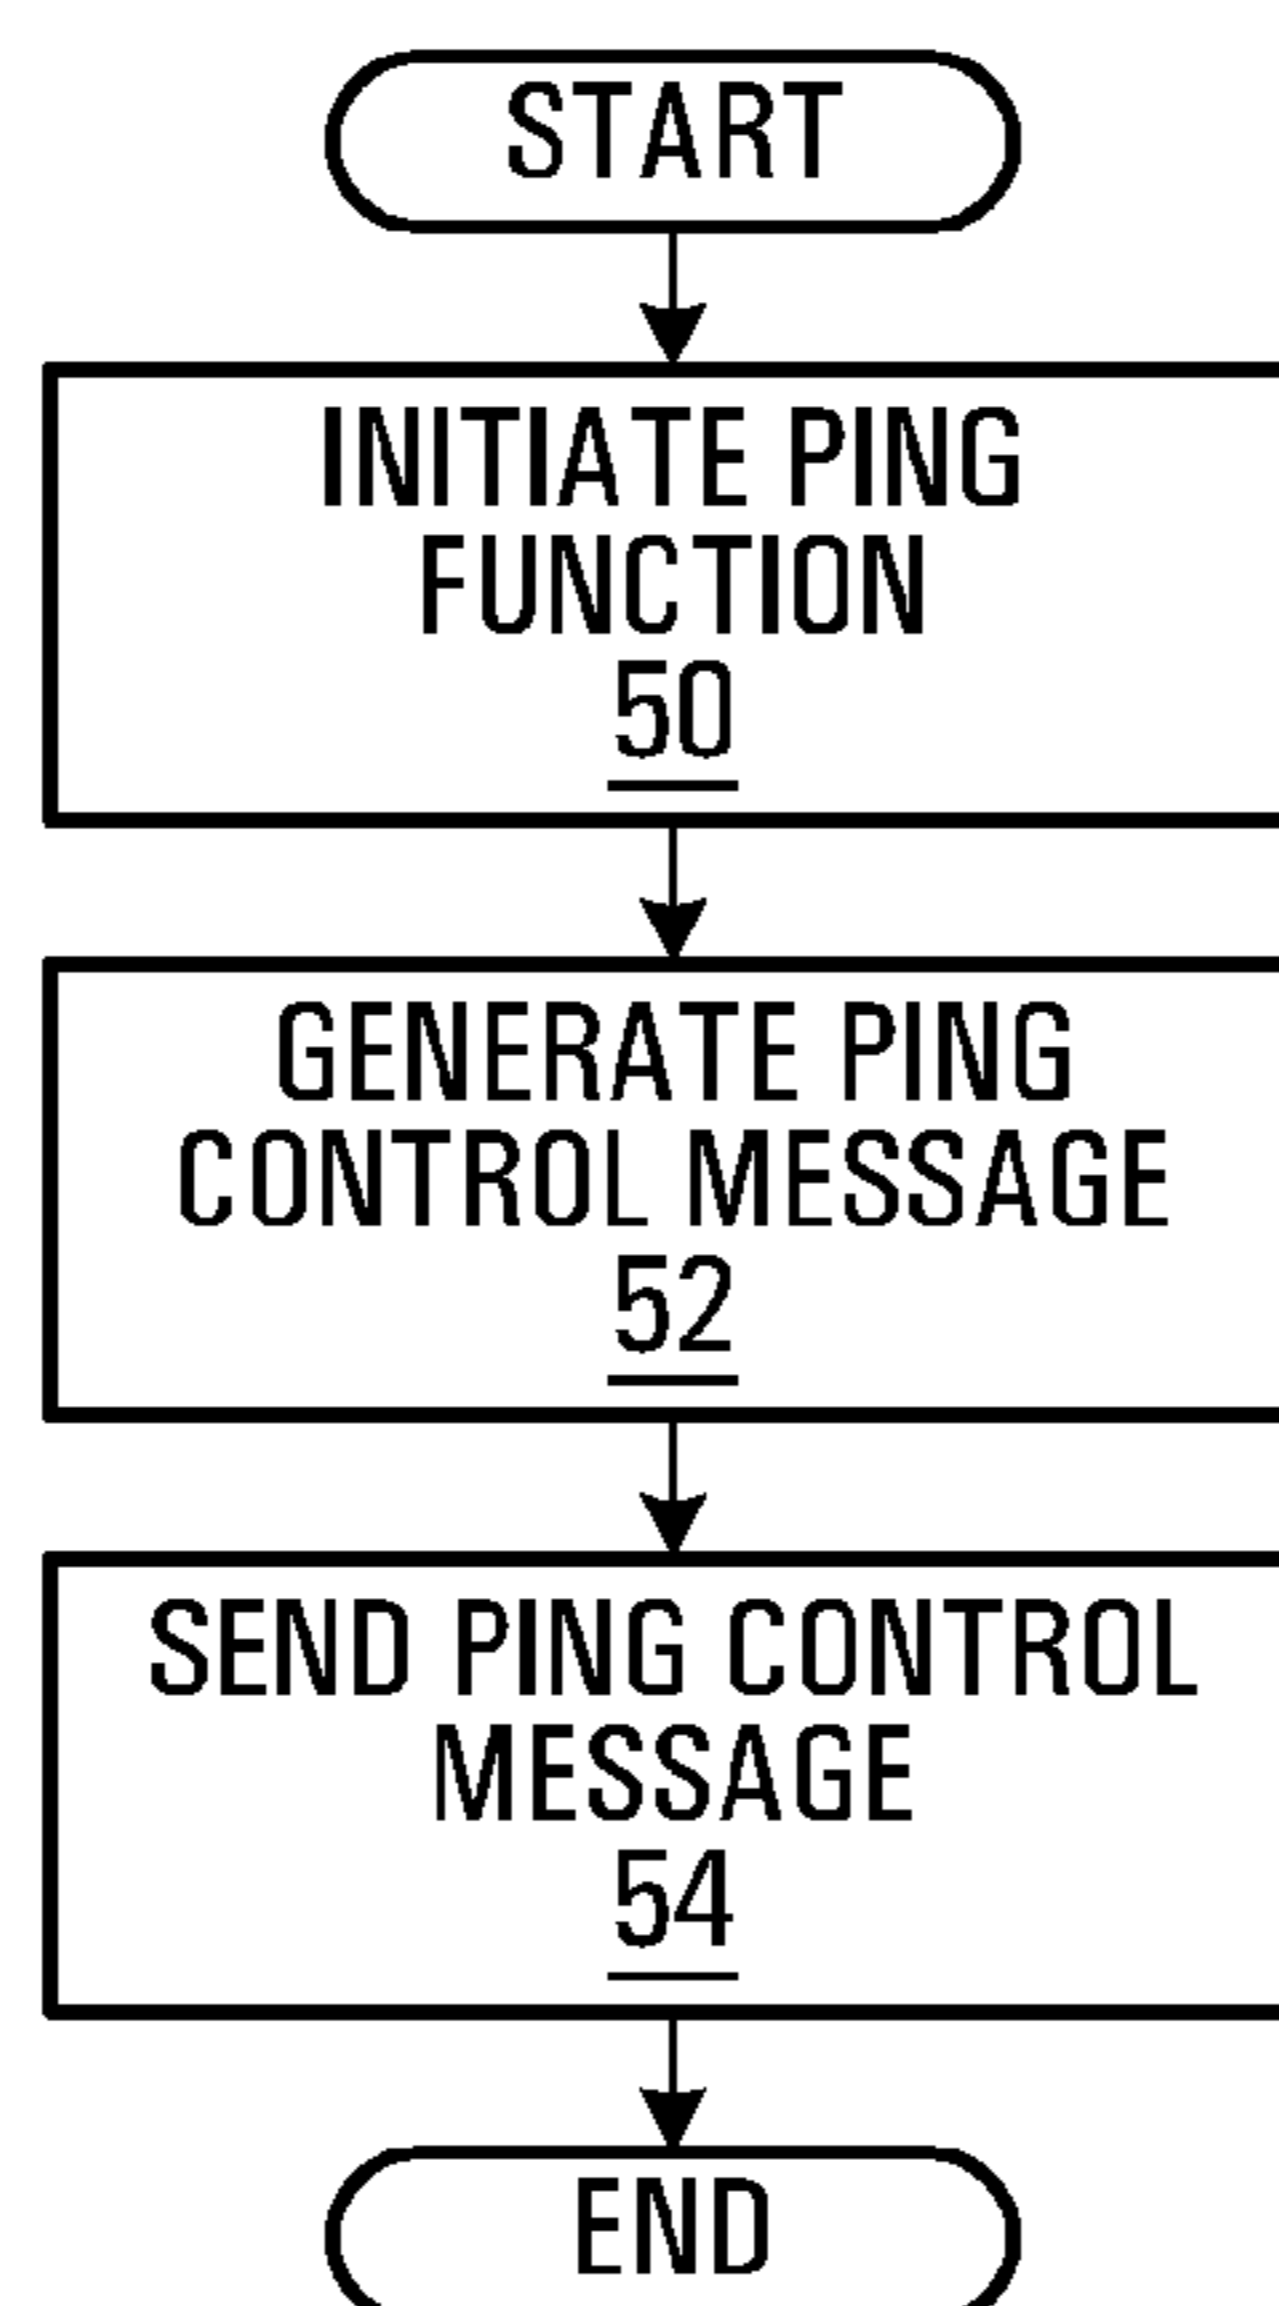 START
INITIATE PING
FUNCTION
50
GENERATE PING
CONTROL MESSAGE
52
SEND PING CONTROL
MESSAGE
54
END